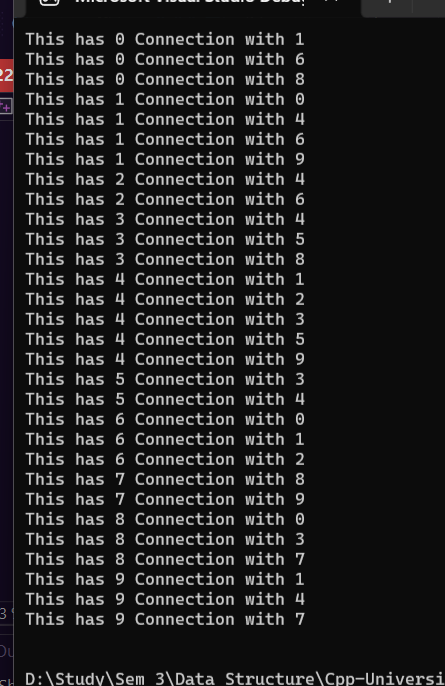 Microsoft Visual Studio Debu
22
This has 0 Connection with 1
This has 0 Connection with 6
This has 0 Connection with 8
This has 1 Connection with 0
This has 1 Connection with 4
This has 1 Connection with 6
This has 1 Connection with 9
This has 2 Connection with 4
This has 2 Connection with 6
This has 3 Connection with 4
This has 3 Connection with 5
This has 3 Connection with 8
This has 4 Connection with 1
This has 4 Connection with 2
This has 4 Connection with 3
This has 4 Connection with 5
This has 4 Connection with 9
This has 5 Connection with 3
This has 5 Connection with 4
This has 6 Connection with 0
This has 6 Connection with 1
This has 6 Connection with 2
This has 7 Connection with 8
This has 7 Connection with 9
This has 8 Connection with 0
This has 8 Connection with 3
This has 8 Connection with 7
This has 9 Connection with 1
This has 9 Connection with 4
This has 9 Connection with 7
D:\Study\Sem 3\Data Structure\Cpp-Universi